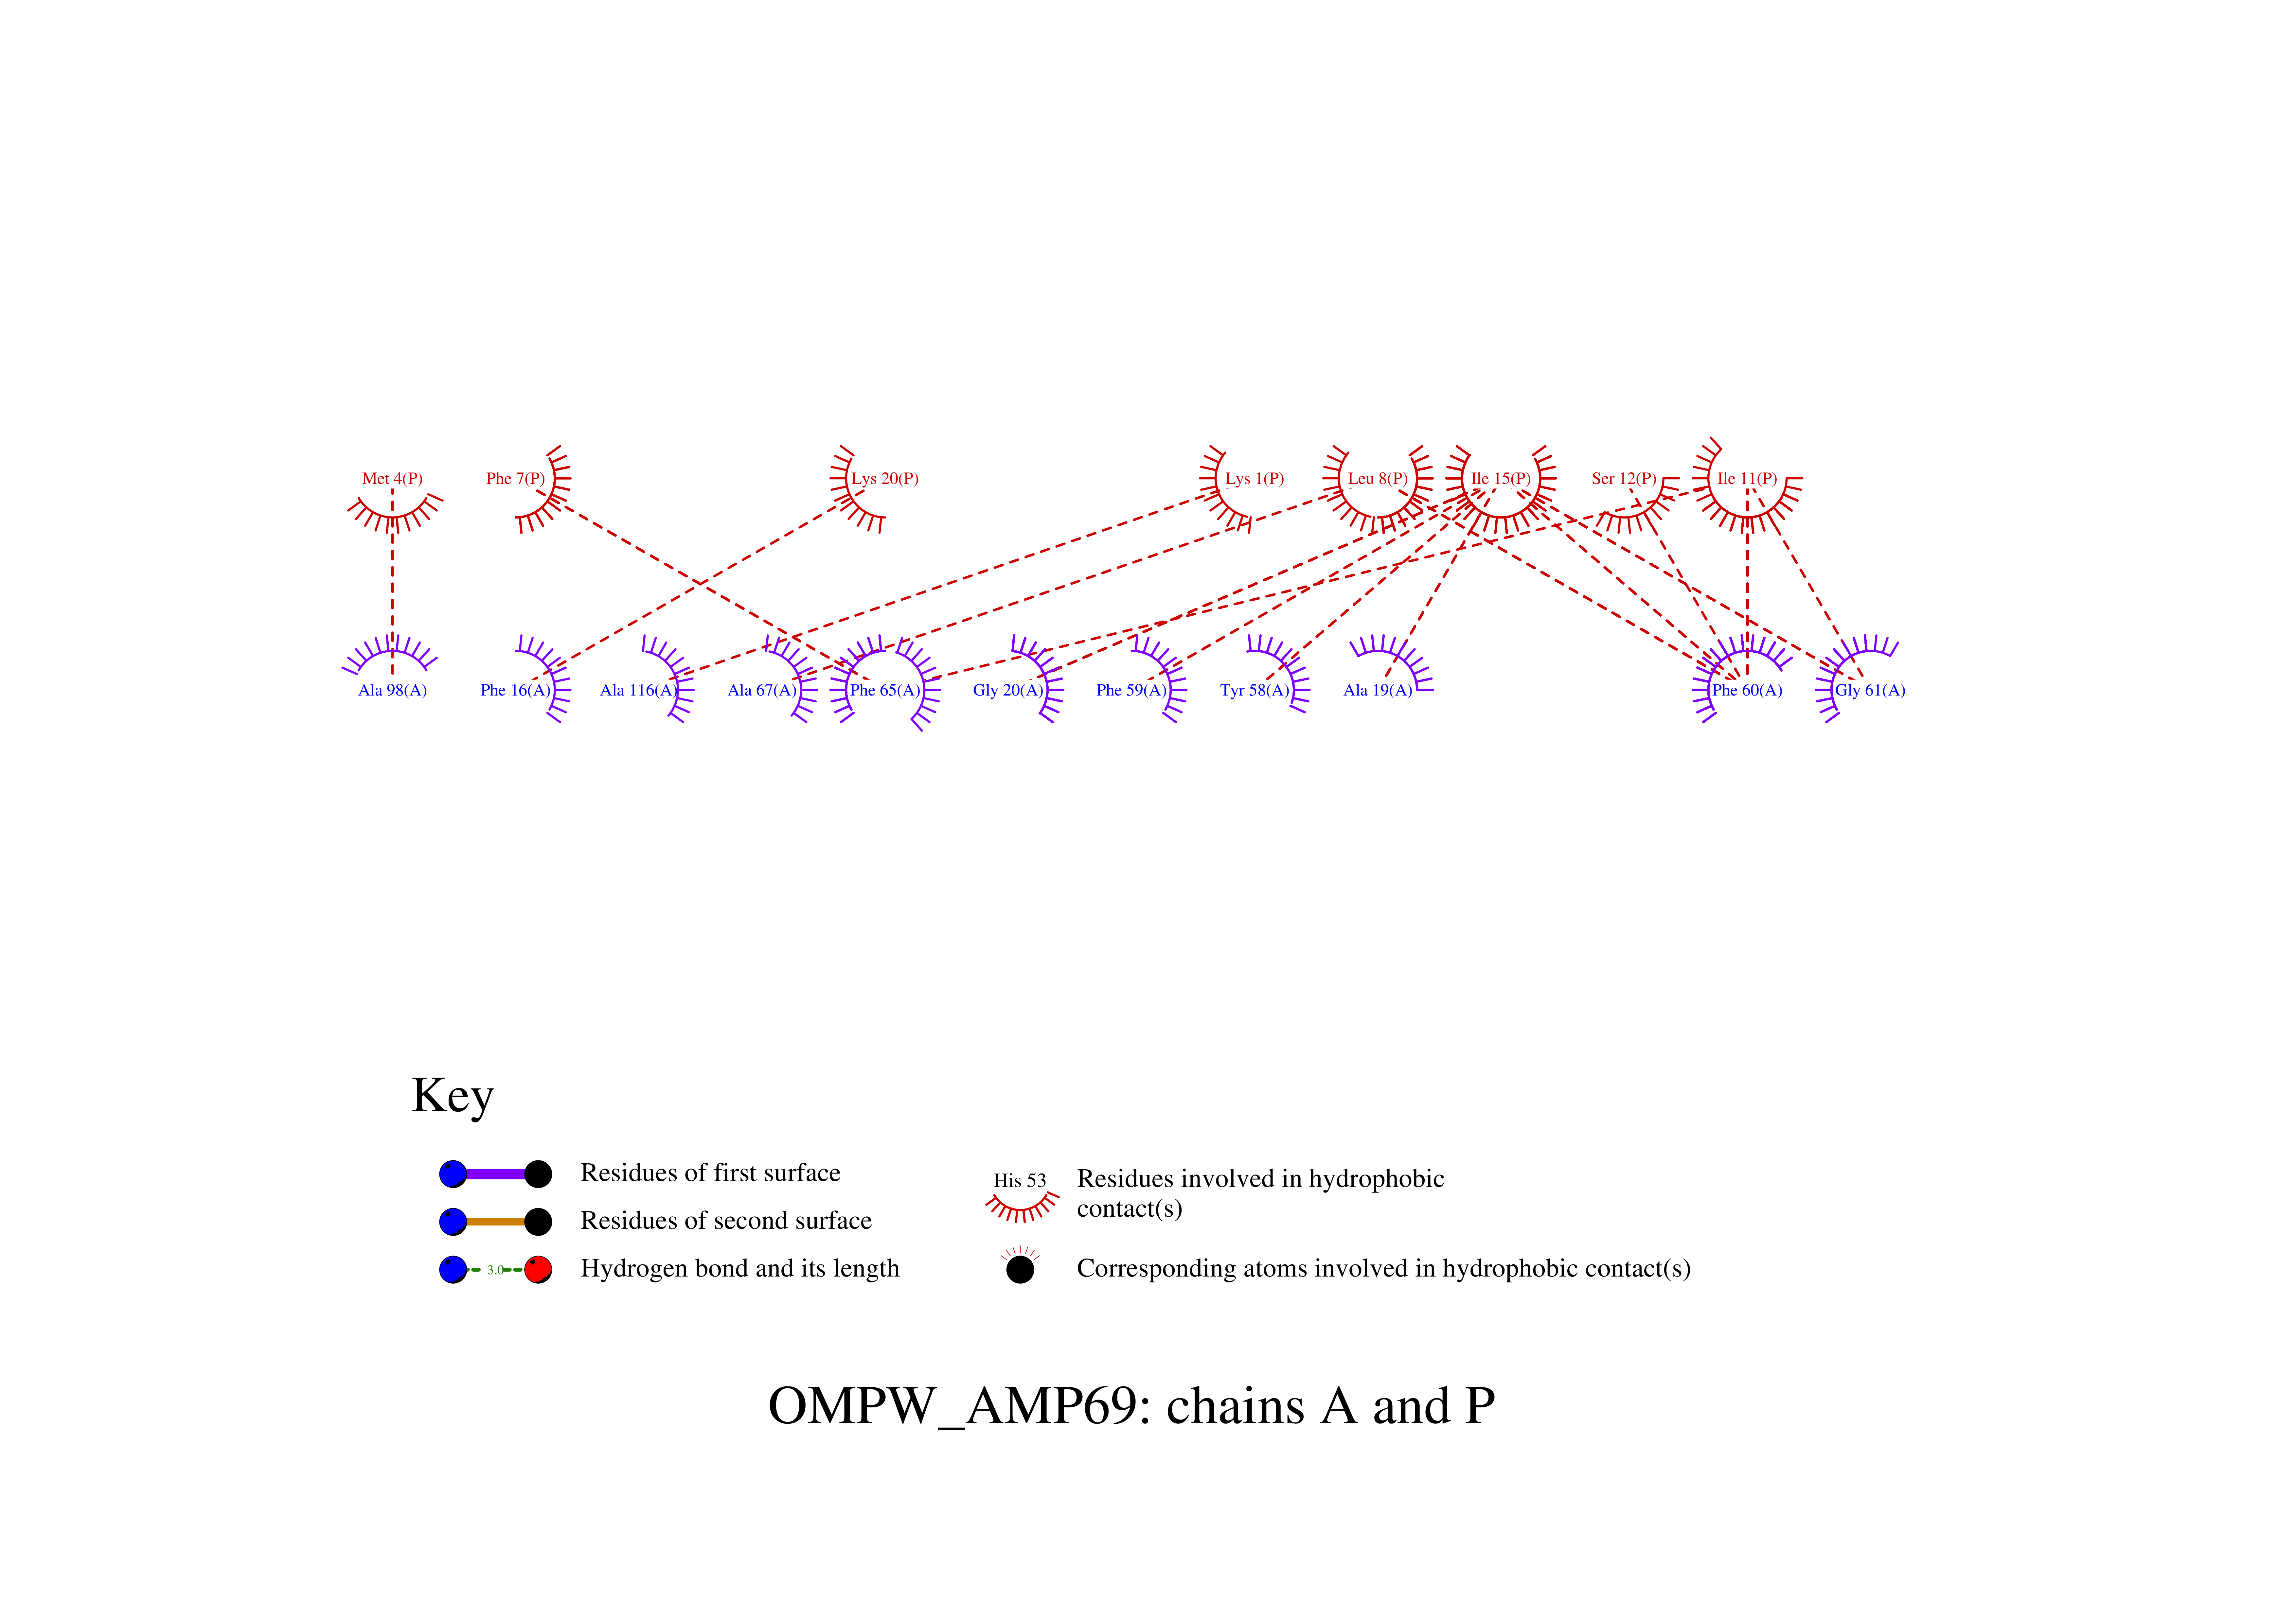 Met 4(P) Phe 7(P) Lys 20(P) Lys 1(P) Leu 8(P) Ile 15(P) Ser 12(P) Ile 11(P)
Ala 98(A) Phe 16(A) Ala 116(A) Ala 67(A) Phe 65(A) Gly 20(A) Phe 59(A) Tyr 58(A) Ala 19(A) Phe 60(A) Gly 61(A)
Key
Residues of first surface
Residues of second surface
3.0 Hydrogen bond and its length
His 53 Residues involved in hydrophobic
contact(s)
Corresponding atoms involved in hydrophobic contact(s)
OMPW_AMP69: chains A and P